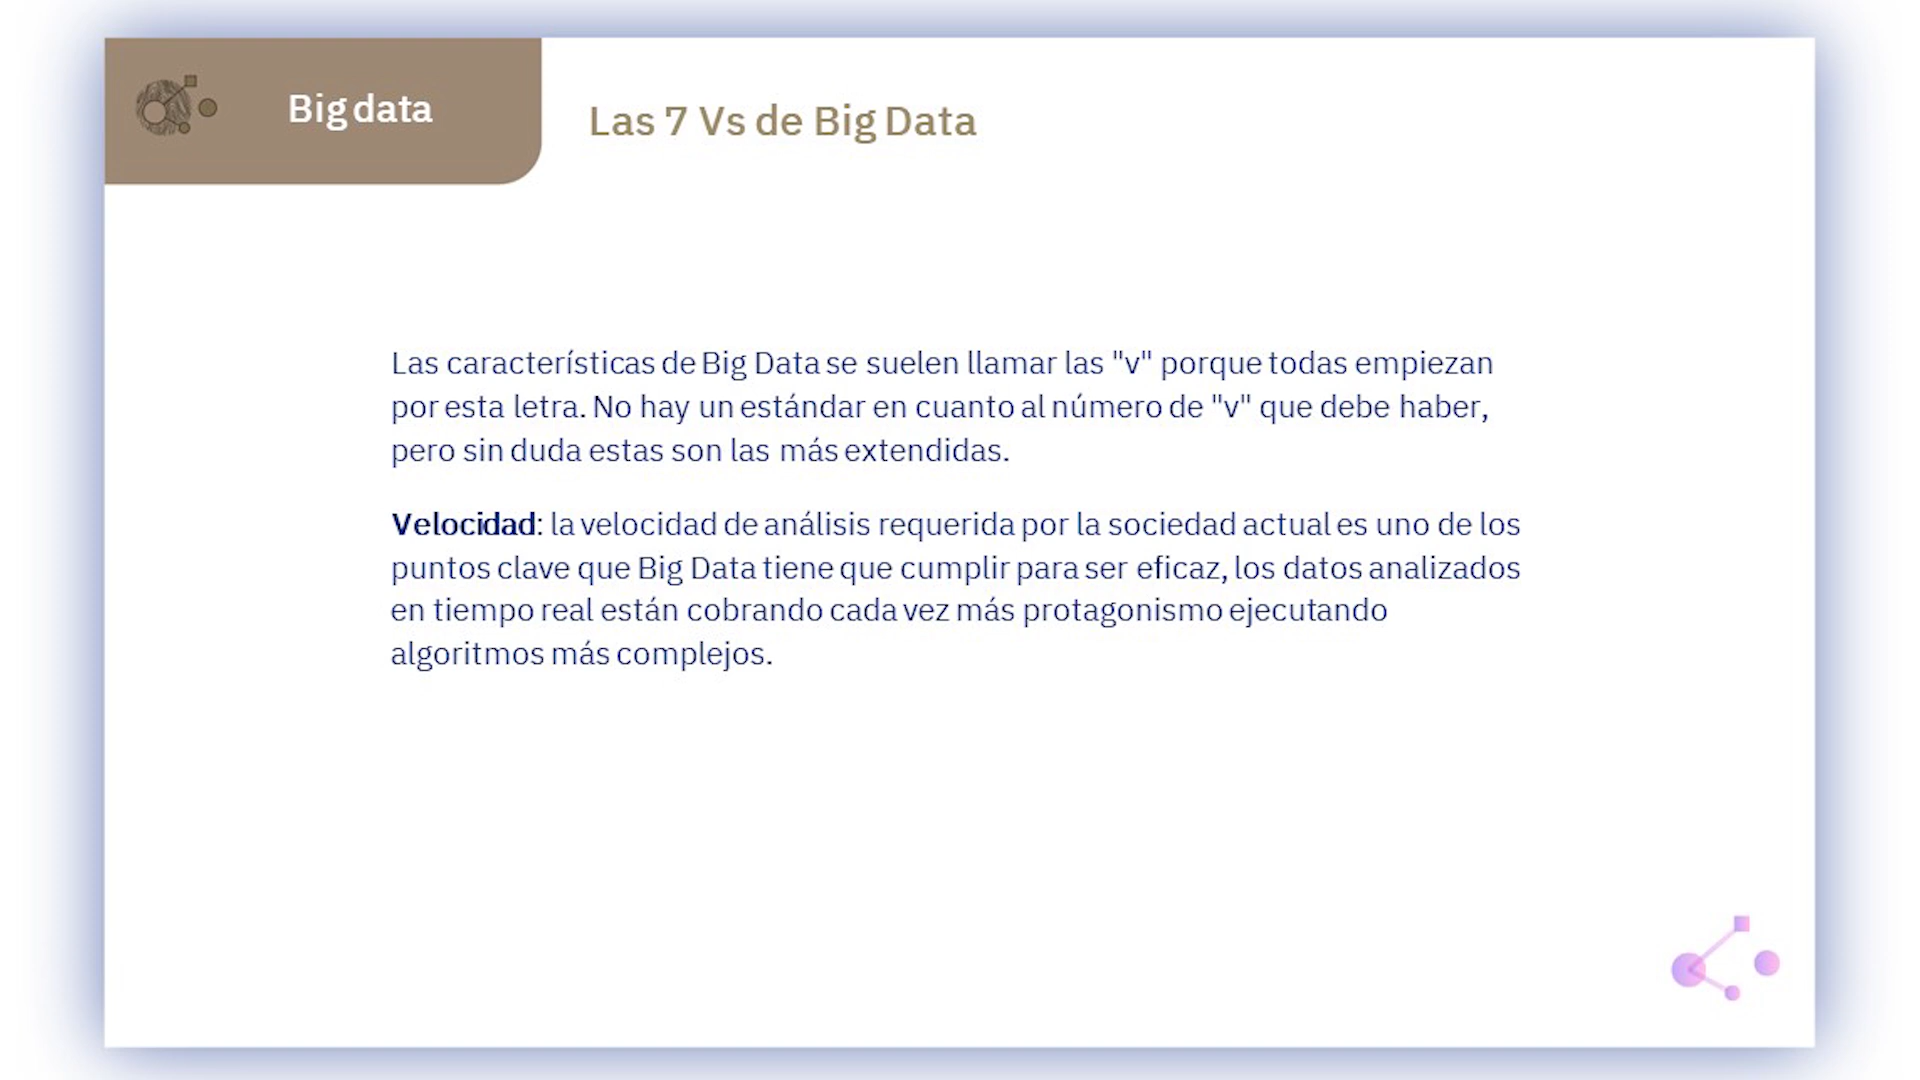 Big data
Las 7 Vs de Big Data
Las características de Big Data se suelen llamar las "v" porque todas empiezan
por esta letra. No hay un estándar en cuanto al número de "v" que debe haber,
pero sin duda estas son las más extendidas.
Velocidad: la velocidad de análisis requerida por la sociedad actual es uno de los
puntos clave que Big Data tiene que cumplir para ser eficaz, los datos analizados
en tiempo real están cobrando cada vez más protagonismo ejecutando
algoritmos más complejos.